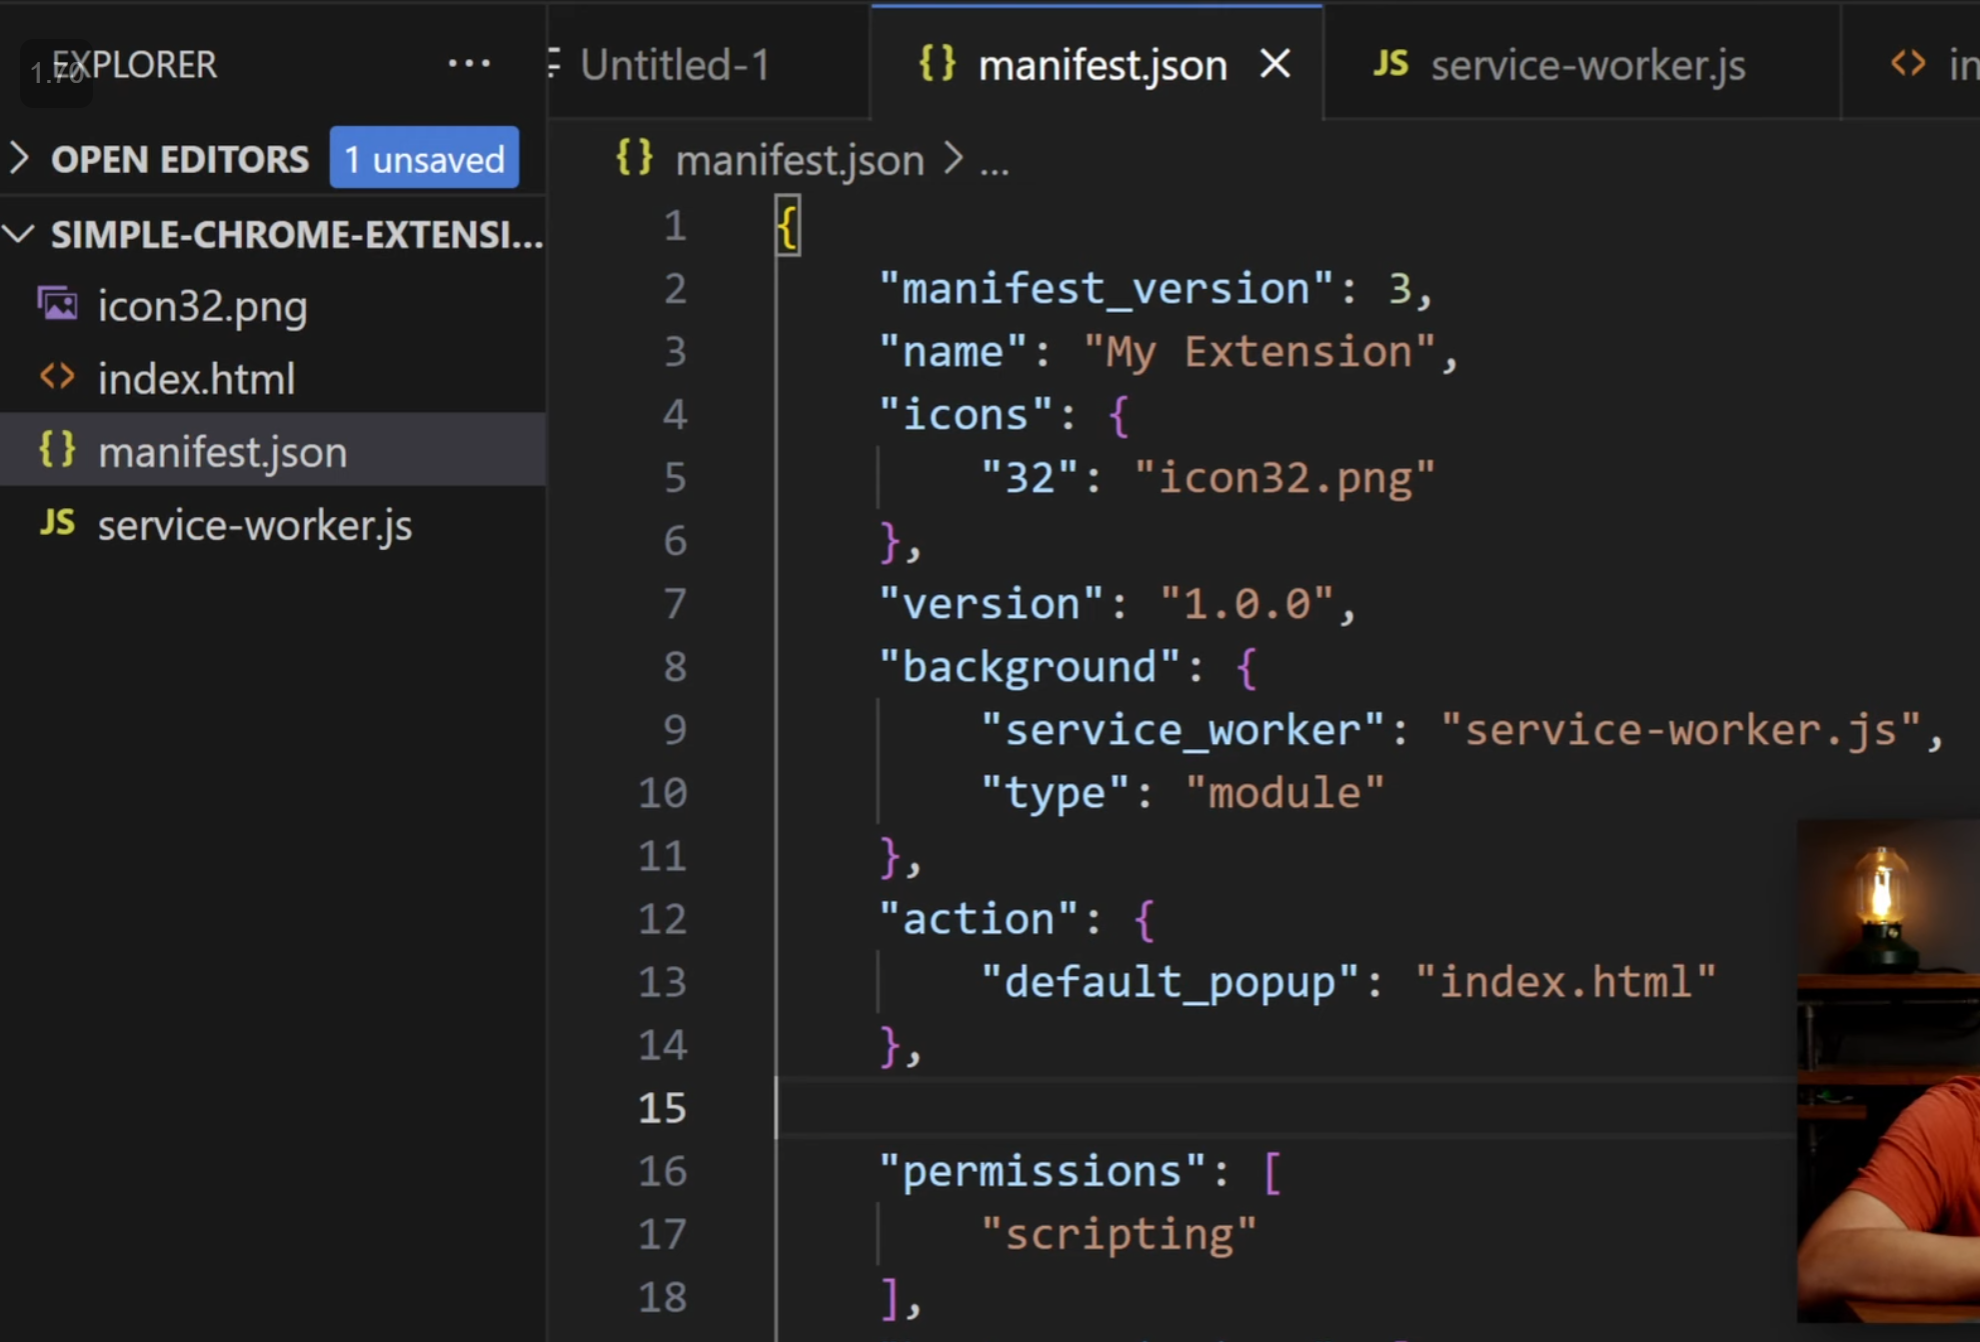 EXPLORER
1.70
OPEN EDITORS 1 unsaved
SIMPLE-CHROME-EXTENSI...
icon32.png
index.html
{} manifest.json
JS service-worker.js
Untitled-1
{} manifest.json
JS service-worker.js
<> in
{} manifest.json > ...
1 {
2 "manifest_version": 3,
3 "name": "My Extension",
4 "icons": {
5 "32": "icon32.png"
6 },
7 "version": "1.0.0",
8 "background": {
9 "service_worker": "service-worker.js",
10 "type": "module"
11 },
12 "action": {
13 "default_popup": "index.html"
14 },
15
16 "permissions": [
17 "scripting"
18 ],